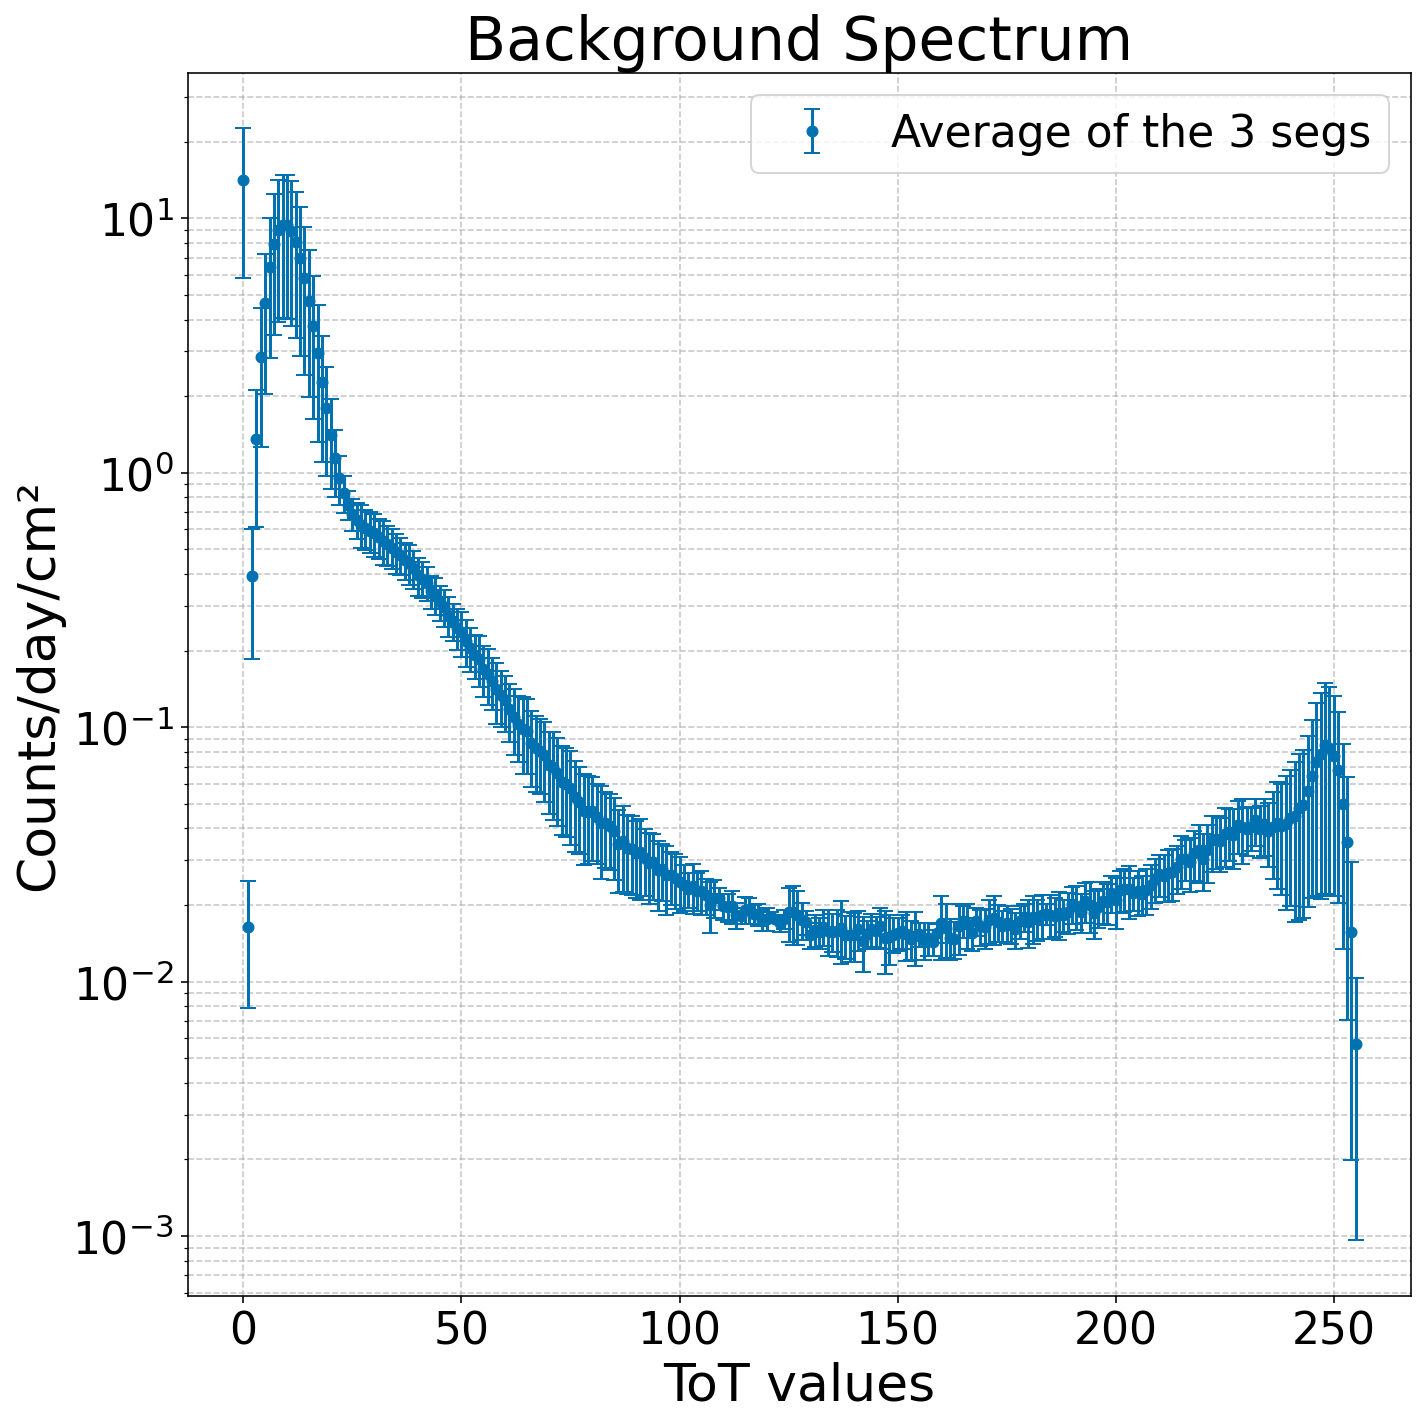 Background Spectrum
Average of the 3 segs
Counts/day/cm²
10¹
10⁰
10⁻¹
10⁻²
10⁻³
0 50 100 150 200 250
ToT values